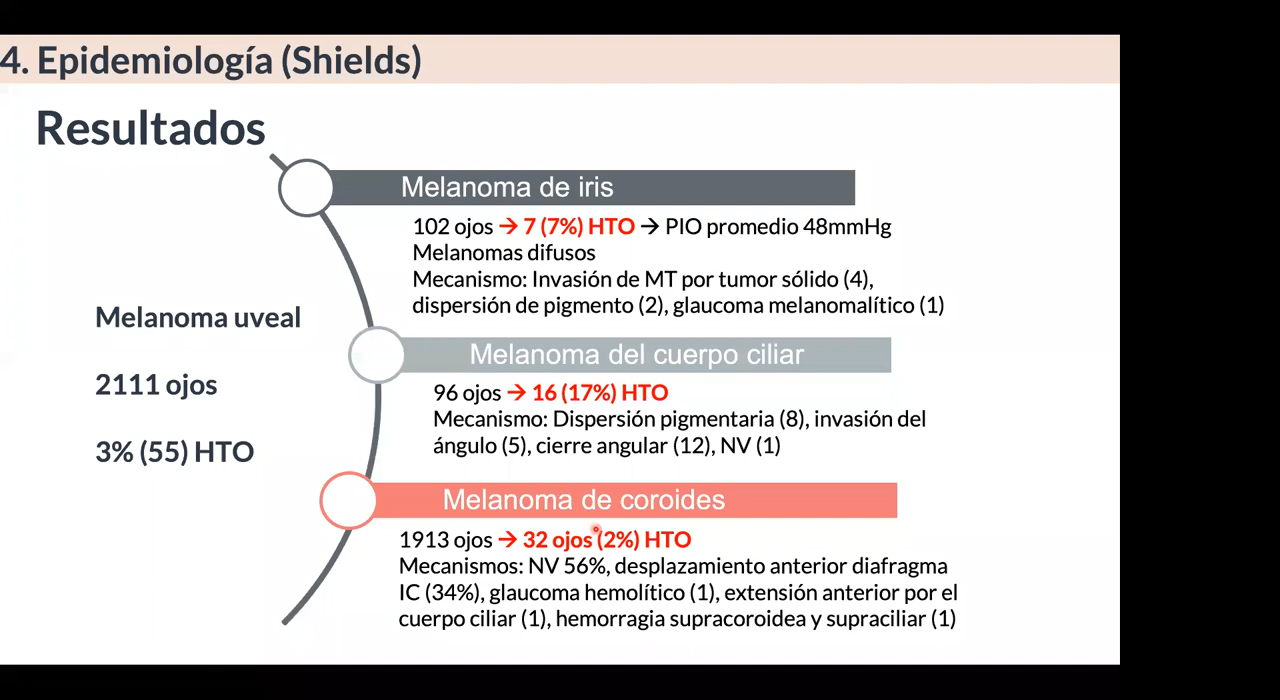 4. Epidemiología (Shields)
Resultados
Melanoma uveal
2111 ojos
3% (55) HTO
Melanoma de iris
102 ojos → 7 (7%) HTO → PIO promedio 48mmHg
Melanomas difusos
Mecanismo: Invasión de MT por tumor sólido (4),
dispersión de pigmento (2), glaucoma melanomalítico (1)
Melanoma del cuerpo ciliar
96 ojos → 16 (17%) HTO
Mecanismo: Dispersión pigmentaria (8), invasión del
ángulo (5), cierre angular (12), NV (1)
Melanoma de coroides
1913 ojos → 32 ojos (2%) HTO
Mecanismos: NV 56%, desplazamiento anterior diafragma
IC (34%), glaucoma hemolítico (1), extensión anterior por el
cuerpo ciliar (1), hemorragia supracoroidea y supraciliar (1)